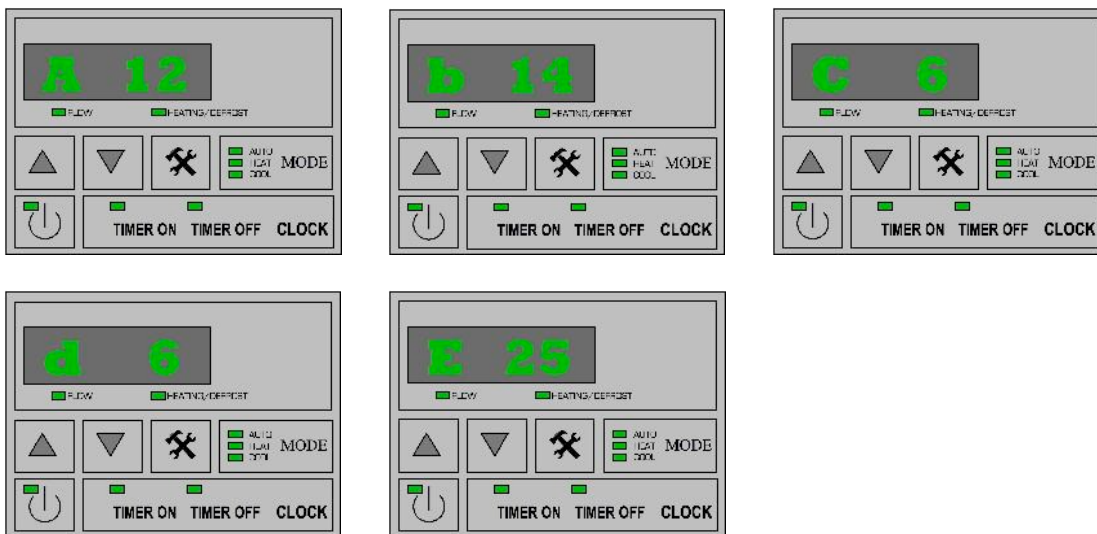 A 12
FLOW HEATING/DEFROST
AUTO
HEAT MODE
COOL
TIMER ON TIMER OFF CLOCK
b 14
FLOW HEATING/DEFROST
AUTO
HEAT MODE
COOL
TIMER ON TIMER OFF CLOCK
C 6
FLOW HEATING/DEFROST
AUTO
HEAT MODE
COOL
TIMER ON TIMER OFF CLOCK
d 6
FLOW HEATING/DEFROST
AUTO
HEAT MODE
COOL
TIMER ON TIMER OFF CLOCK
E 25
FLOW HEATING/DEFROST
AUTO
HEAT MODE
COOL
TIMER ON TIMER OFF CLOCK